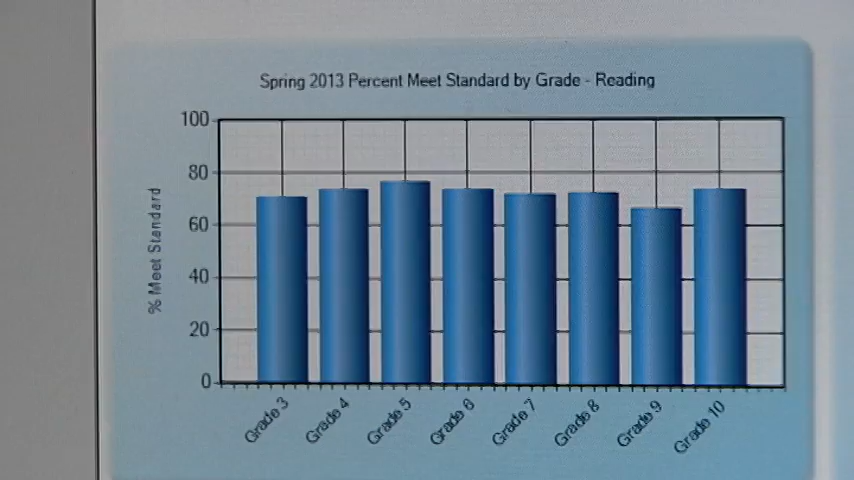 Spring 2013 Percent Meet Standard by Grade - Reading
% Meet Standard
100
80
60
40
20
0
Grade 3
Grade 4
Grade 5
Grade 6
Grade 7
Grade 8
Grade 9
Grade 10